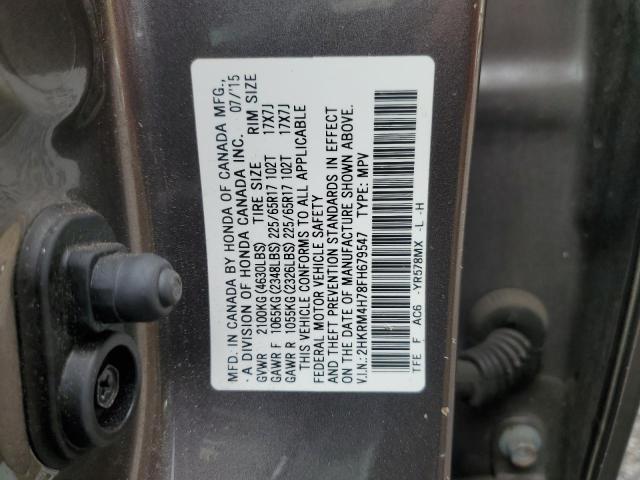 MFD. IN CANADA BY HONDA OF CANADA MFG.,
- A DIVISION OF HONDA CANADA INC. 07/'15
GVWR 2100KG (4630LBS) TIRE SIZE RIM SIZE
GAWR F 1065KG (2348LBS) 225/65R17 102T 17X7J
GAWR R 1055KG (2326LBS) 225/65R17 102T 17X7J
THIS VEHICLE CONFORMS TO ALL APPLICABLE
FEDERAL MOTOR VEHICLE SAFETY
AND THEFT PREVENTION STANDARDS IN EFFECT
ON THE DATE OF MANUFACTURE SHOWN ABOVE.
V.I.N.: 2HKRM4H78FH679547 TYPE: MPV
TFE F AC6 -YR578MX -L -H